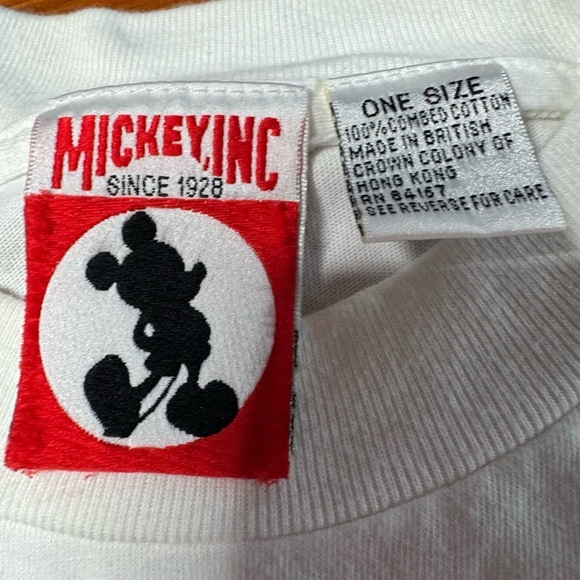 MICKEY, INC
SINCE 1928
ONE SIZE
100% COMBED COTTON
MADE IN BRITISH
CROWN COLONY OF
HONG KONG
RN 84167
SEE REVERSE FOR CARE